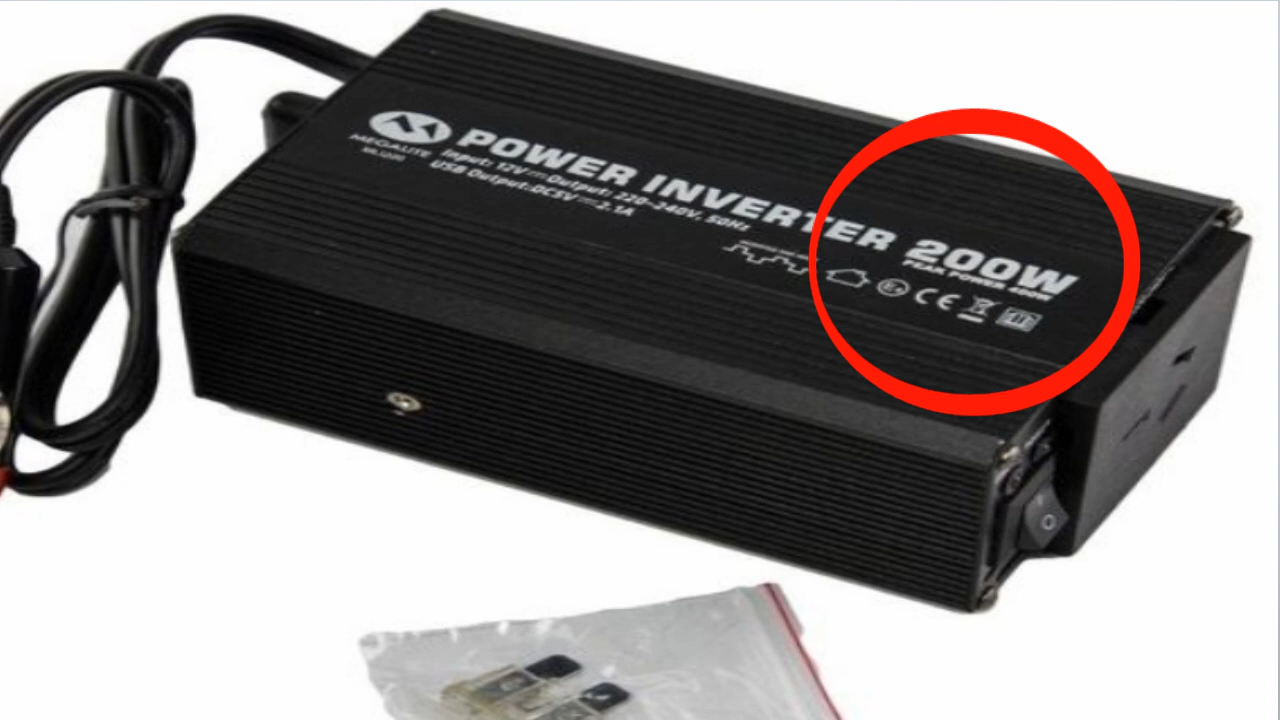 MEGALITE
POWER INVERTER 200W
Input: 12V⎓Output: 220-240V, 50Hz
PEAK POWER 400W
USB Output:DC5V⎓2.1A
CE